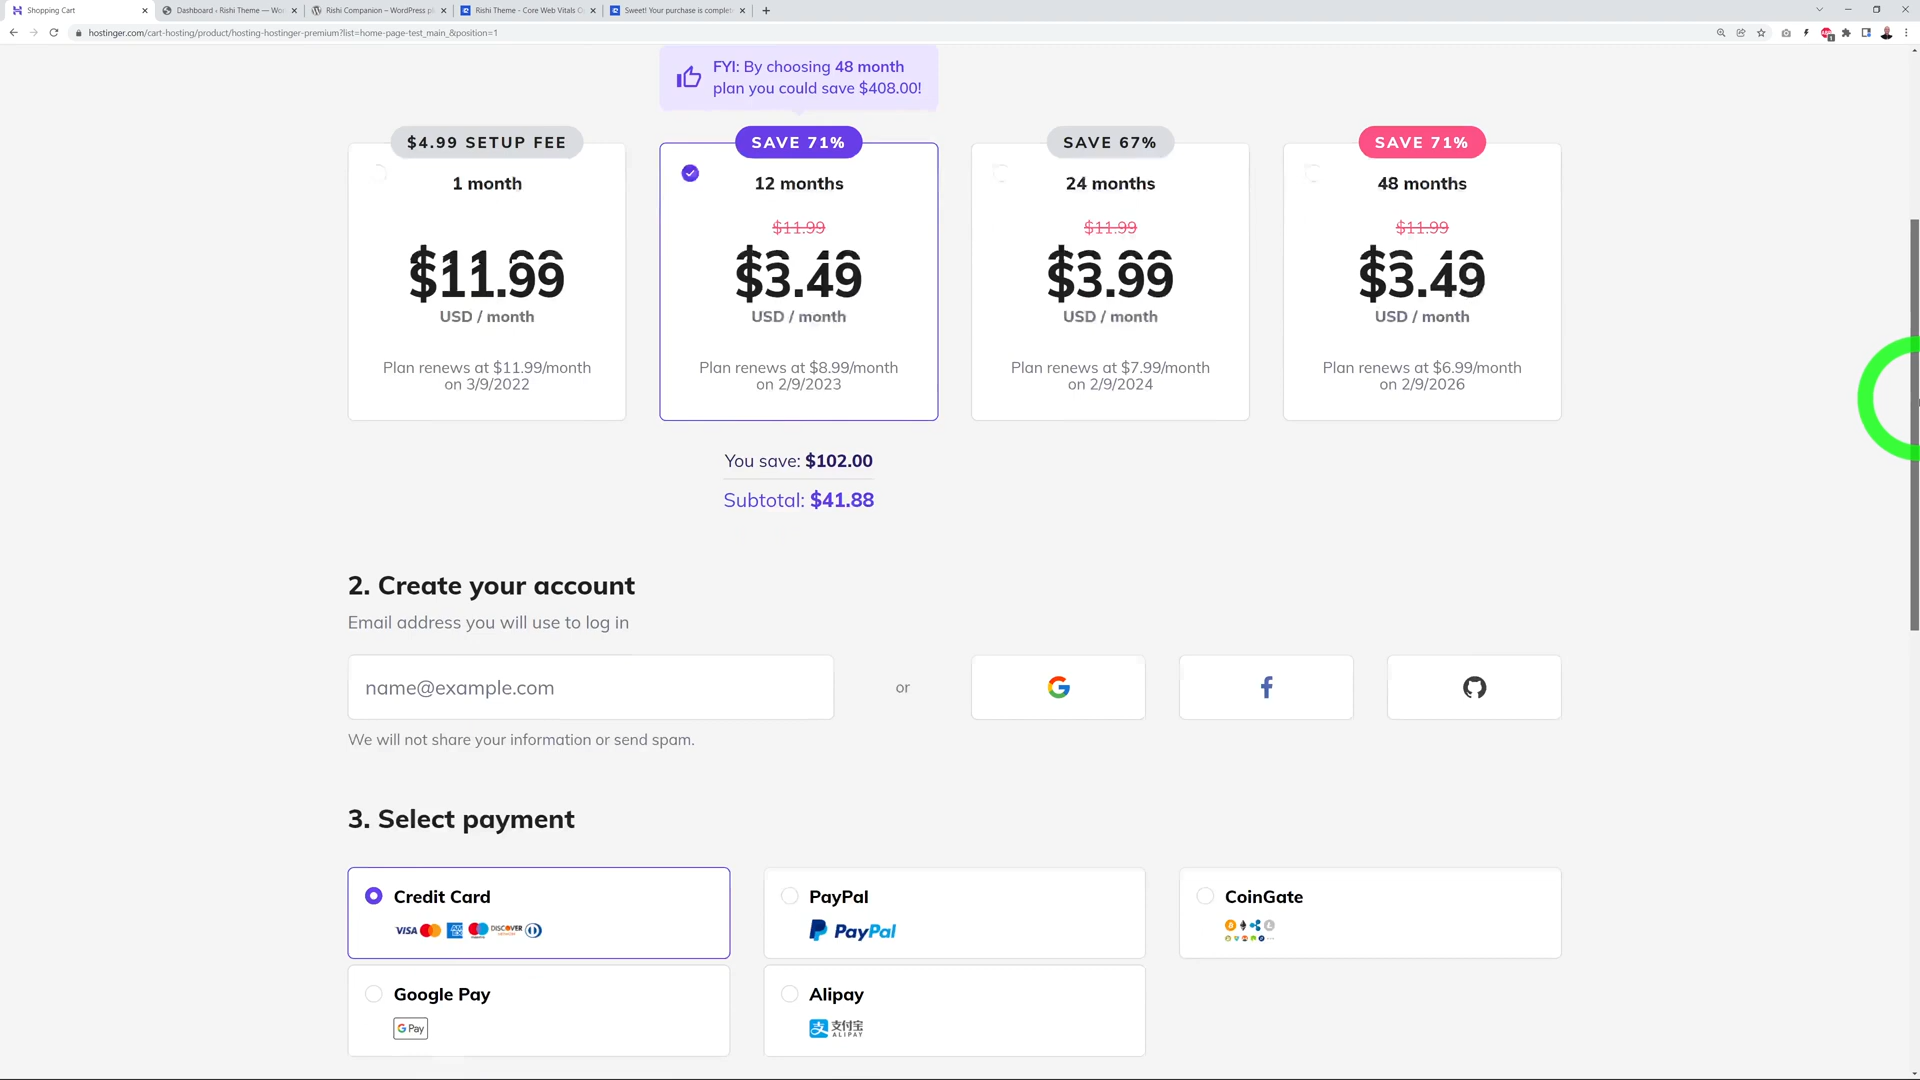 Shopping Cart
Dashboard ‹ Rishi Theme — Wor
Rishi Companion – WordPress pl
Rishi Theme - Core Web Vitals O
Sweet! Your purchase is complet
hostinger.com/cart-hosting/product/hosting-hostinger-premium?list=home-page-test_main_&position=1
FYI: By choosing 48 month
plan you could save $408.00!
$4.99 SETUP FEE
SAVE 71%
SAVE 67%
SAVE 71%
1 month
12 months
24 months
48 months
$11.99
$11.99
$11.99
$11.99
$3.49
$3.99
$3.49
USD / month
USD / month
USD / month
USD / month
Plan renews at $11.99/month
on 3/9/2022
Plan renews at $8.99/month
on 2/9/2023
Plan renews at $7.99/month
on 2/9/2024
Plan renews at $6.99/month
on 2/9/2026
You save: $102.00
Subtotal: $41.88
2. Create your account
Email address you will use to log in
name@example.com
or
We will not share your information or send spam.
3. Select payment
Credit Card
VISA
AM
EX
DISCOVER
PayPal
PayPal
CoinGate
Google Pay
G Pay
Alipay
支 支付宝
ALIPAY